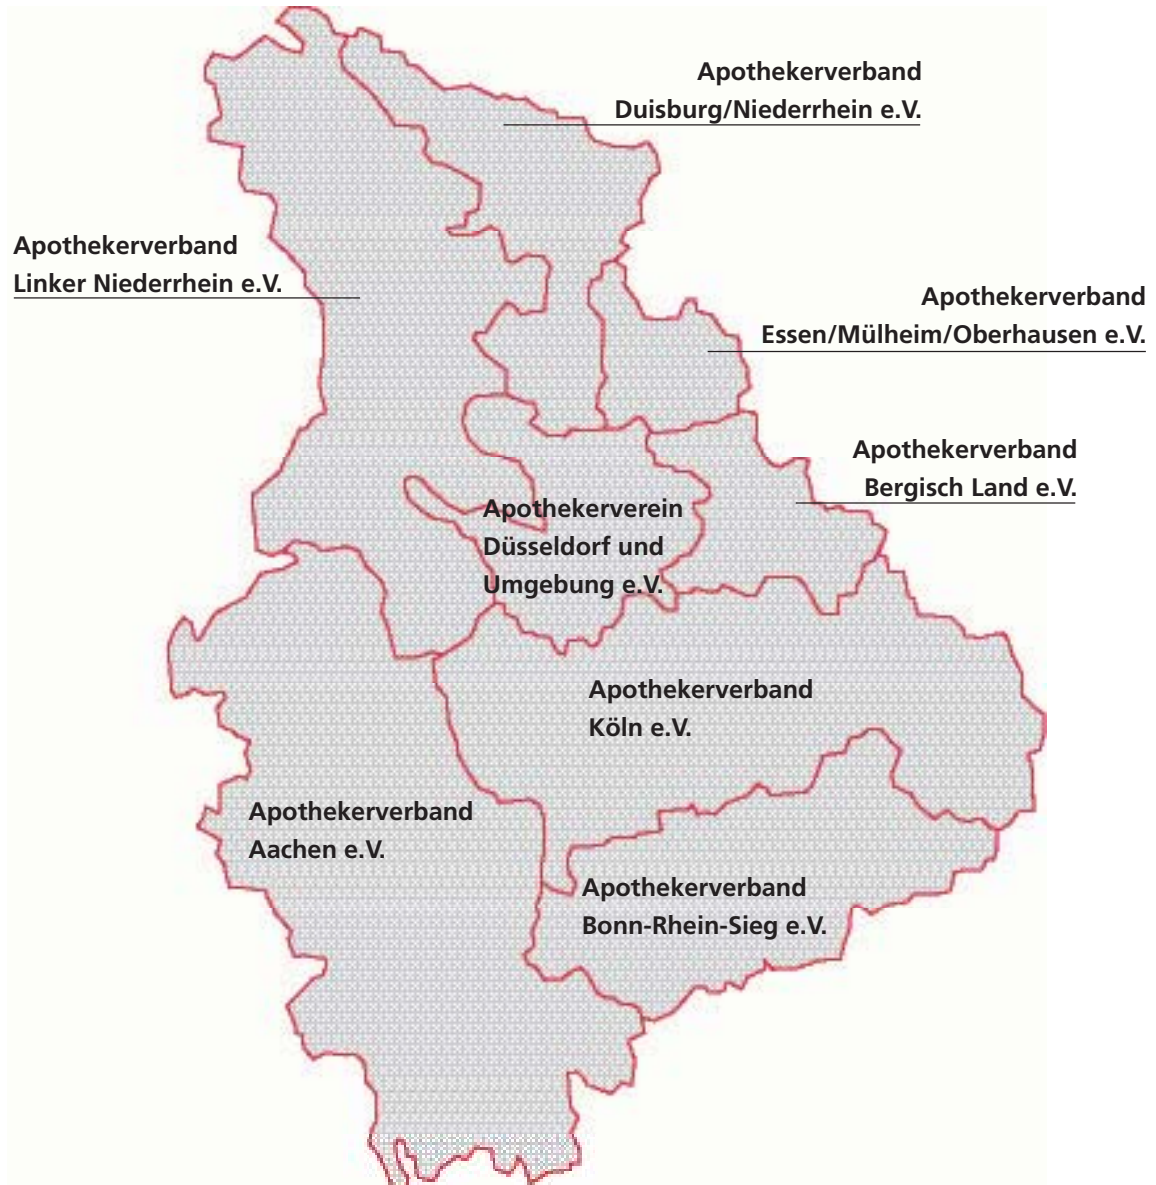 Apothekerverband
Duisburg/Niederrhein e.V.
Apothekerverband
Linker Niederrhein e.V.
Apothekerverband
Essen/Mülheim/Oberhausen e.V.
Apothekerverband
Bergisch Land e.V.
Apothekerverein
Düsseldorf und
Umgebung e.V.
Apothekerverband
Köln e.V.
Apothekerverband
Aachen e.V.
Apothekerverband
Bonn-Rhein-Sieg e.V.